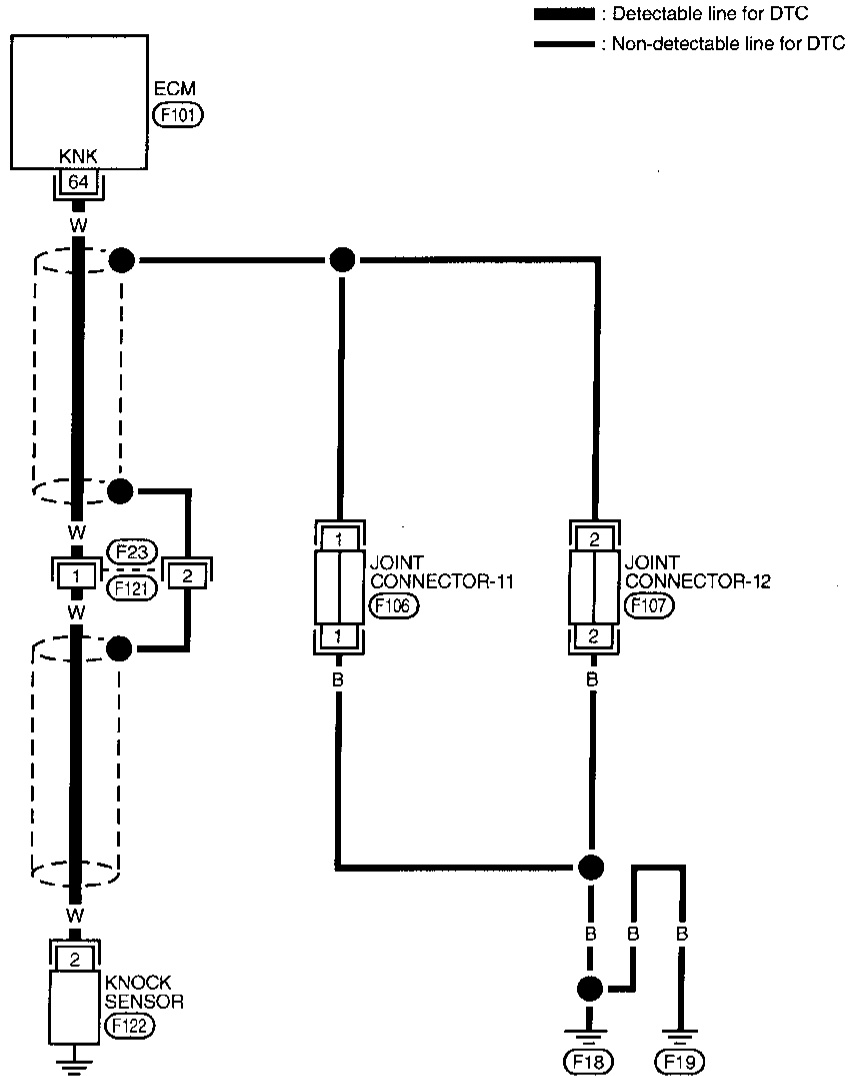 : Detectable line for DTC
: Non-detectable line for DTC
ECM
F101
KNK
64
W
W
F23
1
2
F121
W
1
JOINT
CONNECTOR-11
F106
1
B
2
JOINT
CONNECTOR-12
F107
2
B
W
2
KNOCK
SENSOR
F122
B
B
B
F18
F19